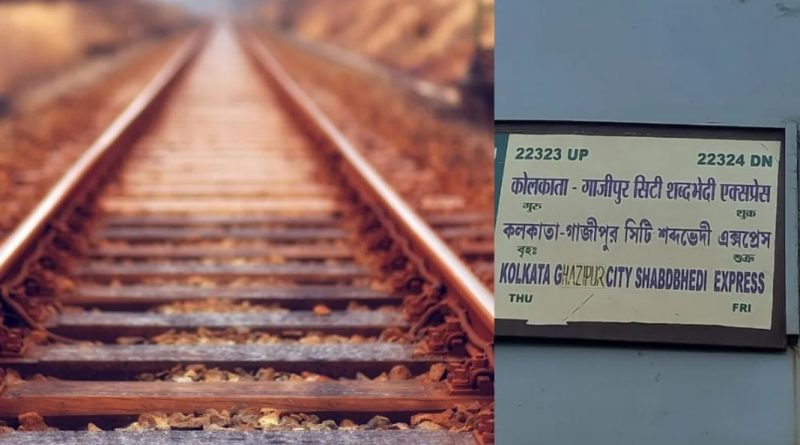 22323 UP 22324 DN
कोलकाता - गाजीपुर सिटी शब्दभेदी एक्सप्रेस
गुरु शुक्र
কলকাতা-গাজীপুর সিটি শব্দভেদী এক্সপ্রেস
বৃহঃ শুক্র
KOLKATA GHAZIPUR CITY SHABDBHEDI EXPRESS
THU FRI